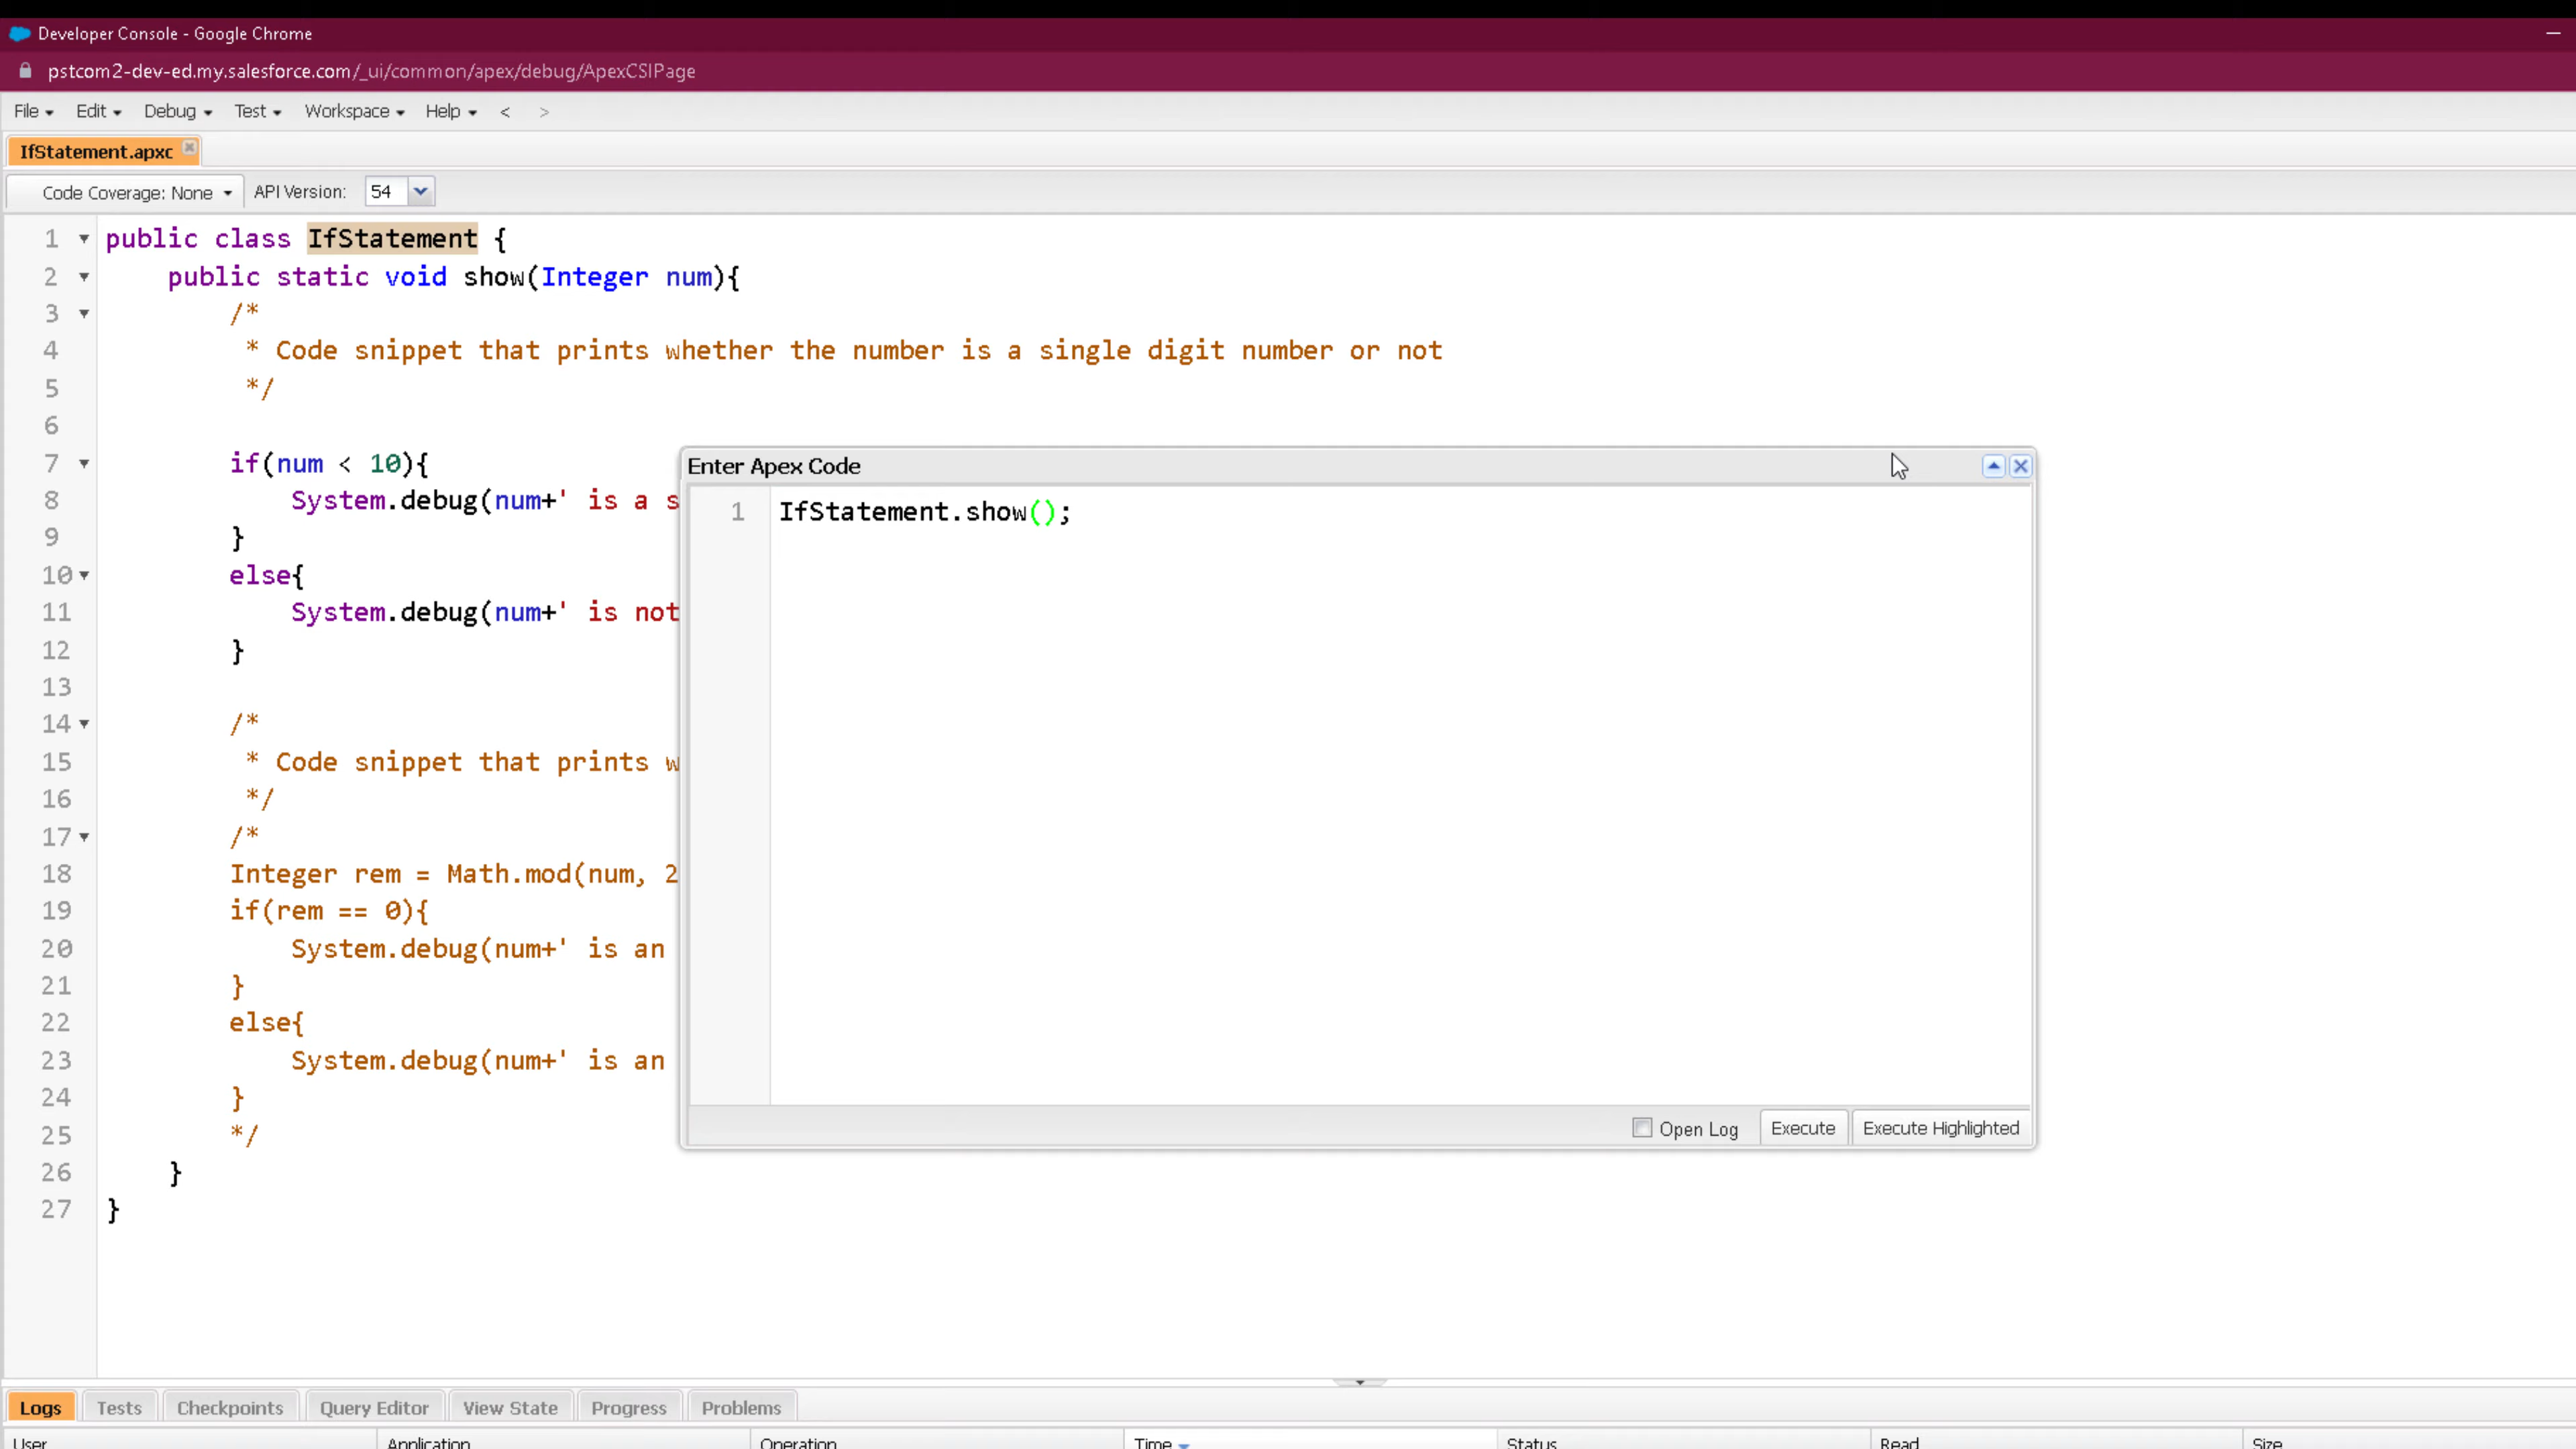 Developer Console - Google Chrome
pstcom2-dev-ed.my.salesforce.com/_ui/common/apex/debug/ApexCSIPage
File Edit Debug Test Workspace Help < >
IfStatement.apxc
Code Coverage: None API Version: 54
1 public class IfStatement {
2 public static void show(Integer num){
3 /*
4 * Code snippet that prints whether the number is a single digit number or not
5 */
6
7 if(num < 10){
8 System.debug(num+' is a s
9 }
10 else{
11 System.debug(num+' is not
12 }
13
14 /*
15 * Code snippet that prints w
16 */
17 /*
18 Integer rem = Math.mod(num, 2
19 if(rem == 0){
20 System.debug(num+' is an
21 }
22 else{
23 System.debug(num+' is an
24 }
25 */
26 }
27 }
Enter Apex Code
1 IfStatement.show();
Open Log Execute Execute Highlighted
Logs Tests Checkpoints Query Editor View State Progress Problems
User Application Operation Time Status Read Size